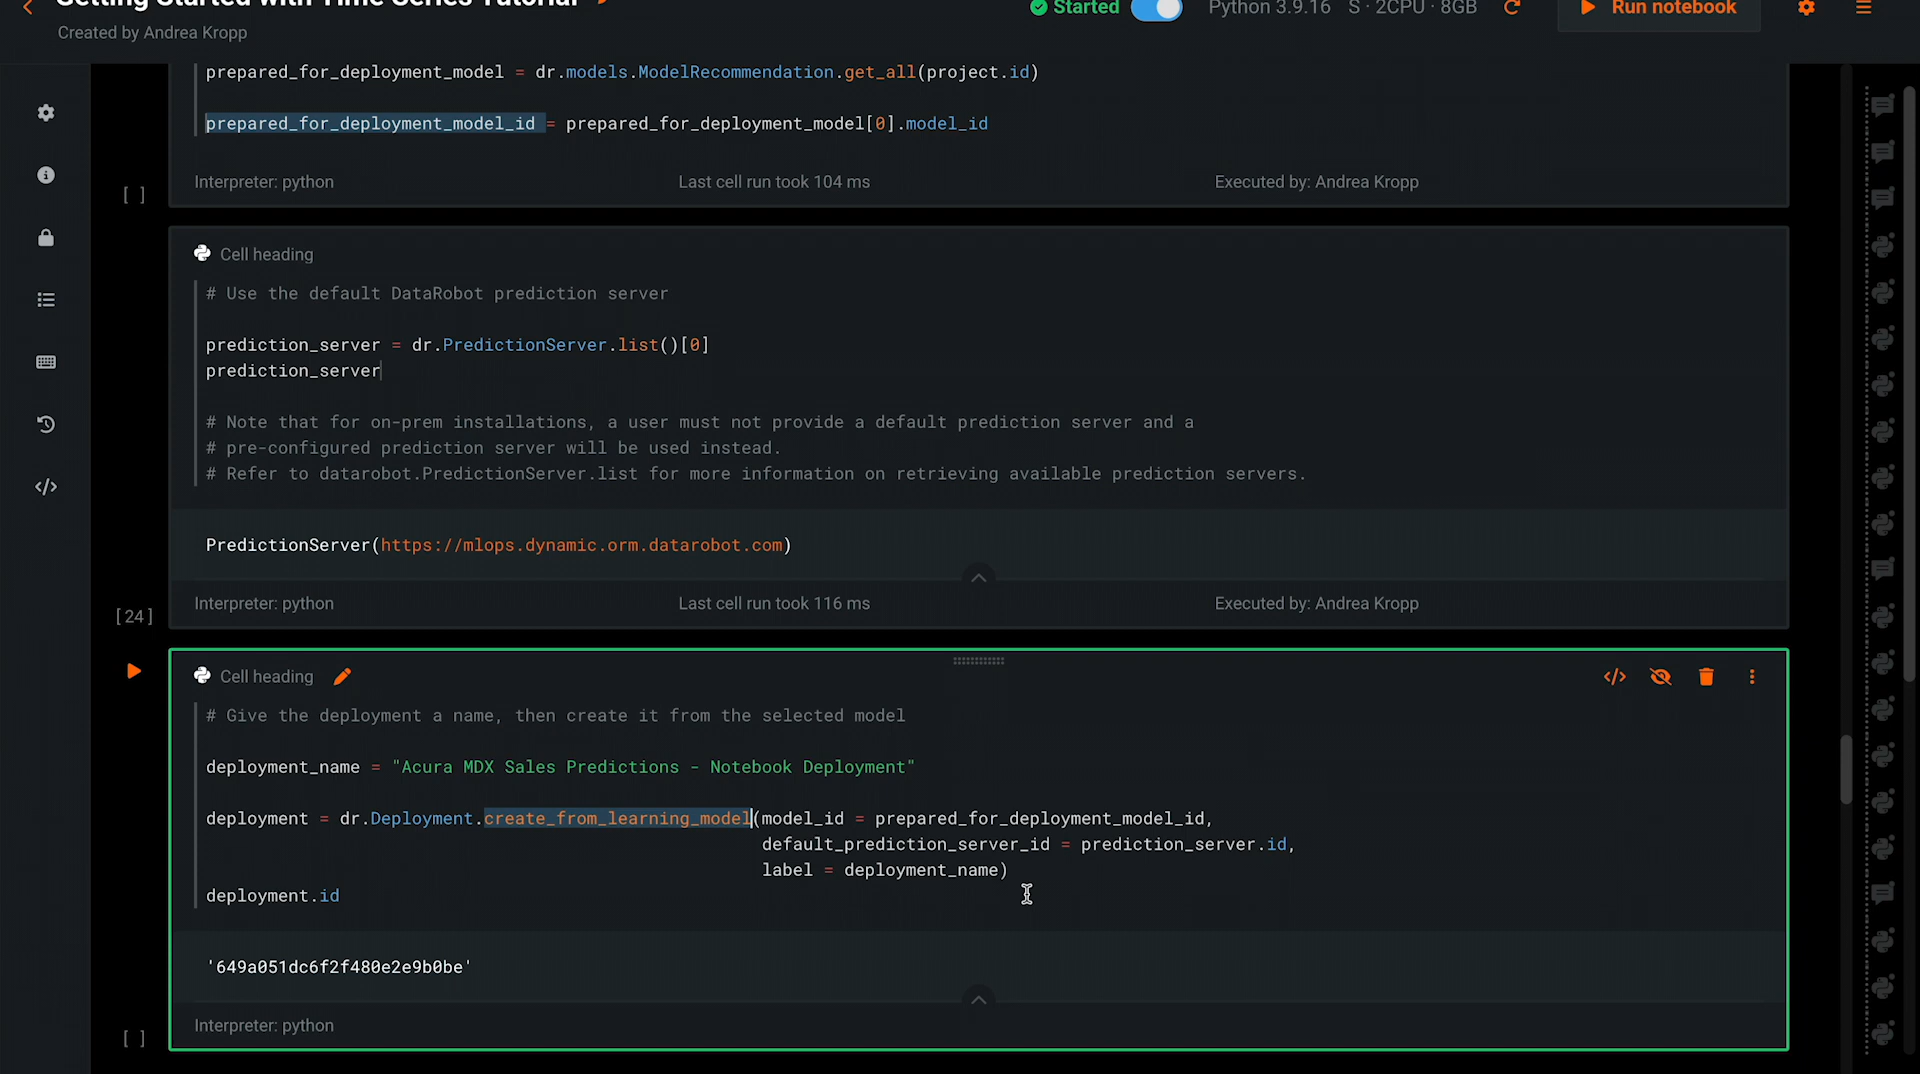 Getting Started with Time Series Tutorial
Started
Python 3.9.16 S · 2CPU · 8GB
Run notebook
Created by Andrea Kropp
prepared_for_deployment_model = dr.models.ModelRecommendation.get_all(project.id)
prepared_for_deployment_model_id = prepared_for_deployment_model[0].model_id
Interpreter: python
Last cell run took 104 ms
Executed by: Andrea Kropp
[ ]
Cell heading
# Use the default DataRobot prediction server
prediction_server = dr.PredictionServer.list()[0]
prediction_server
# Note that for on-prem installations, a user must not provide a default prediction server and a
# pre-configured prediction server will be used instead.
# Refer to datarobot.PredictionServer.list for more information on retrieving available prediction servers.
PredictionServer(https://mlops.dynamic.orm.datarobot.com)
Interpreter: python
Last cell run took 116 ms
Executed by: Andrea Kropp
[24]
Cell heading
# Give the deployment a name, then create it from the selected model
deployment_name = "Acura MDX Sales Predictions - Notebook Deployment"
deployment = dr.Deployment.create_from_learning_model(model_id = prepared_for_deployment_model_id,
default_prediction_server_id = prediction_server.id,
label = deployment_name)
deployment.id
'649a051dc6f2f480e2e9b0be'
Interpreter: python
[ ]